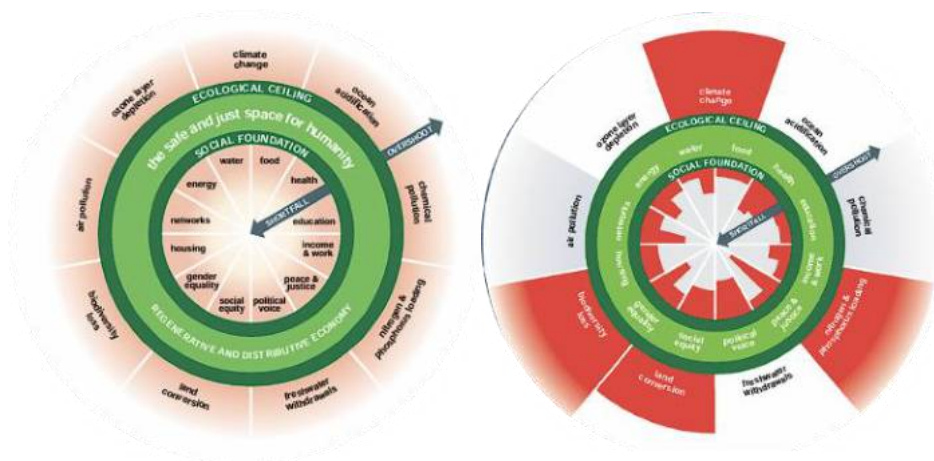 climate
change
ocean
acidification
chemical
pollution
nitrogen &
phosphorus loading
freshwater
withdrawals
land
conversion
biodiversity
loss
air pollution
ozone layer
depletion
OVERSHOOT
ECOLOGICAL CEILING
the safe and just space for humanity
SOCIAL FOUNDATION
water
food
health
SHORTFALL
education
income
& work
peace &
justice
political
voice
social
equity
gender
equality
housing
networks
energy
REGENERATIVE AND DISTRIBUTIVE ECONOMY
climate
change
ocean
acidification
chemical
pollution
nitrogen &
phosphorus loading
freshwater
withdrawals
land
conversion
biodiversity
loss
air pollution
ozone layer
depletion
OVERSHOOT
ECOLOGICAL CEILING
SOCIAL FOUNDATION
water
food
health
SHORTFALL
education
income
& work
peace &
justice
political
voice
social
equity
gender
equality
housing
networks
energy